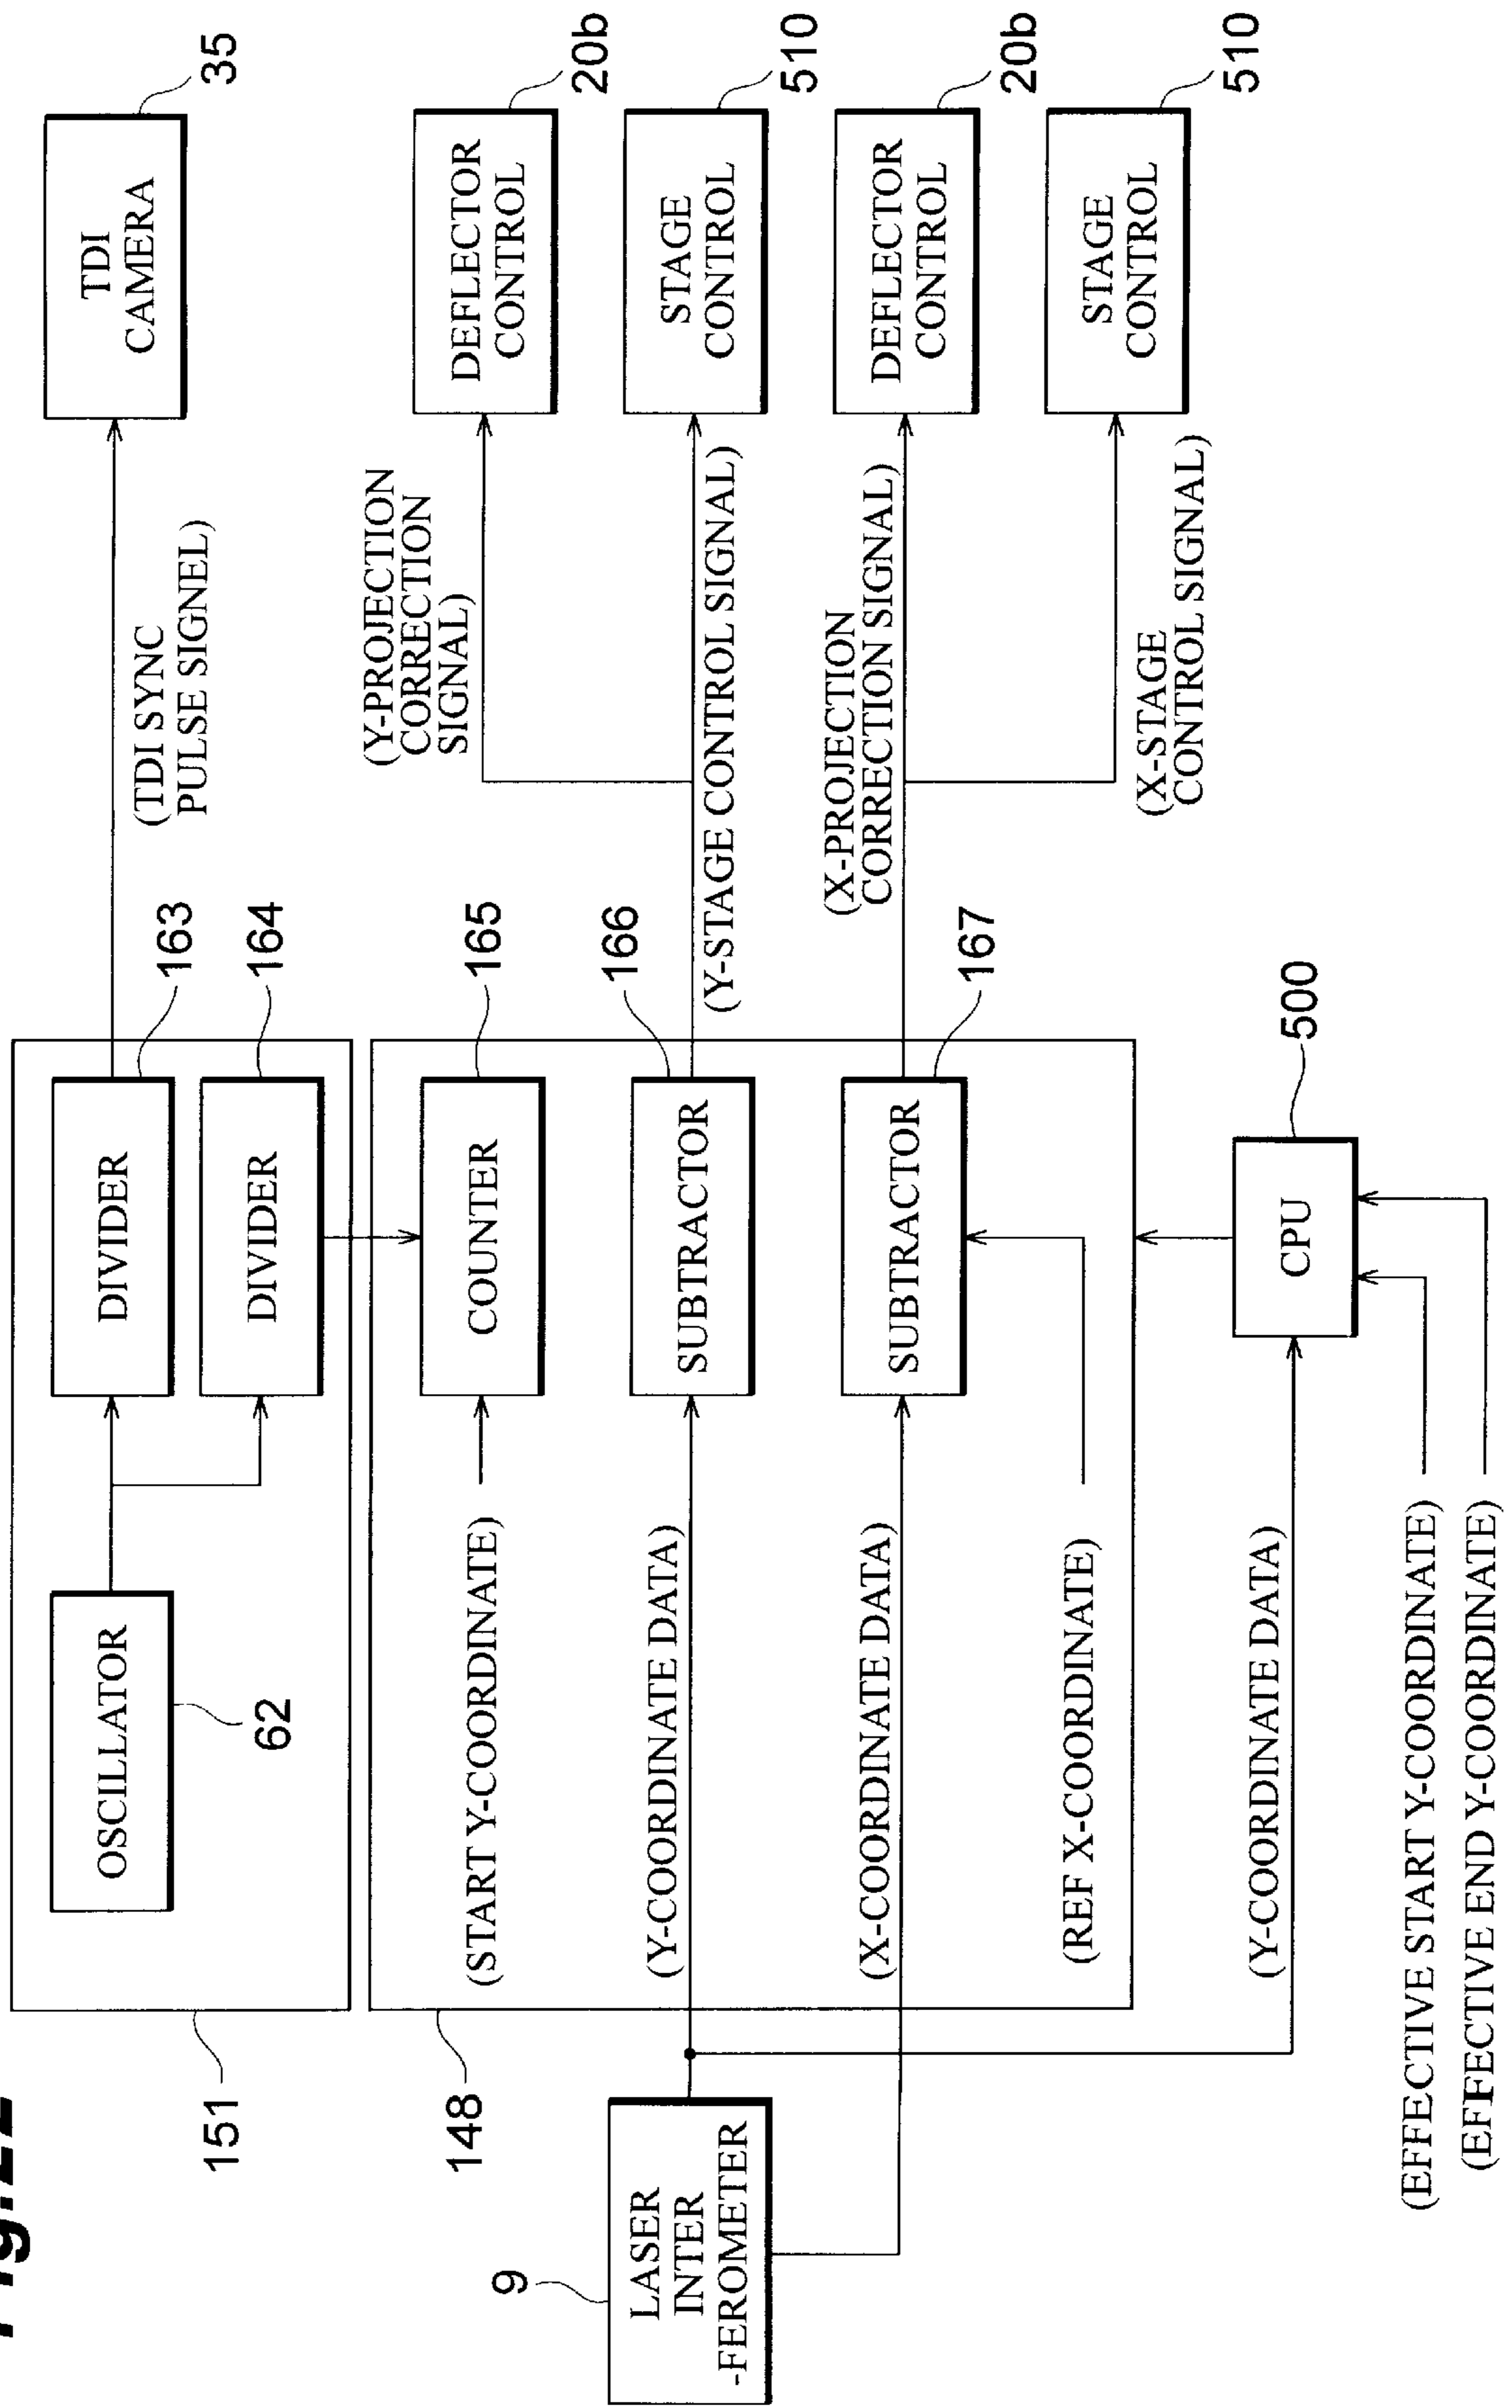 Fig.22
151
OSCILLATOR
62
DIVIDER
163
DIVIDER
164
(TDI SYNC
PULSE SIGNEL)
TDI
CAMERA
35
148
(START Y-COORDINATE)
COUNTER
165
(Y-PROJECTION
CORRECTION
SIGNAL)
DEFLECTOR
CONTROL
20b
9
LASER
INTER
-FEROMETER
(Y-COORDINATE DATA)
SUBTRACTOR
166
(Y-STAGE CONTROL SIGNAL)
STAGE
CONTROL
510
(X-COORDINATE DATA)
SUBTRACTOR
167
(X-PROJECTION
CORRECTION SIGNAL)
DEFLECTOR
CONTROL
20b
(REF X-COORDINATE)
(X-STAGE
CONTROL SIGNAL)
STAGE
CONTROL
510
(Y-COORDINATE DATA)
CPU
500
(EFFECTIVE START Y-COORDINATE)
(EFFECTIVE END Y-COORDINATE)